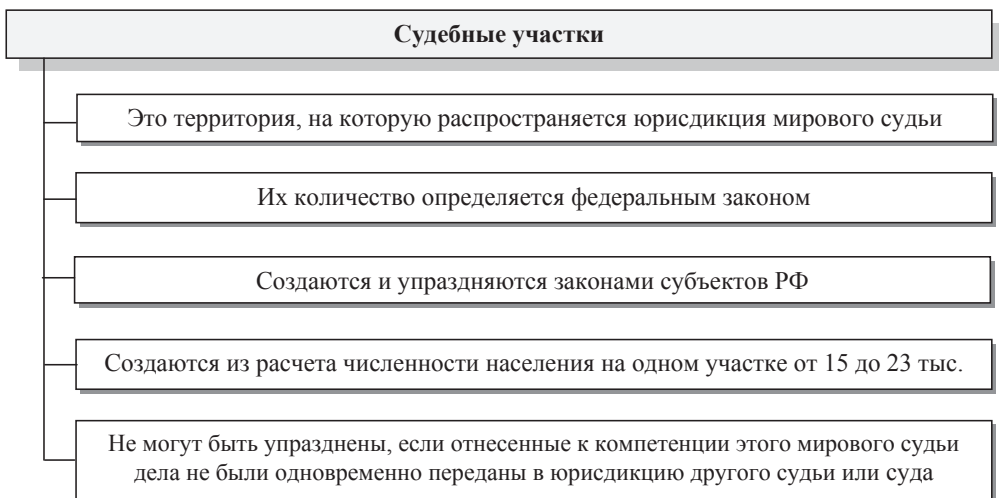 Судебные участки
Это территория, на которую распространяется юрисдикция мирового судьи
Их количество определяется федеральным законом
Создаются и упраздняются законами субъектов РФ
Создаются из расчета численности населения на одном участке от 15 до 23 тыс.
Не могут быть упразднены, если отнесенные к компетенции этого мирового судьи
дела не были одновременно переданы в юрисдикцию другого судьи или суда